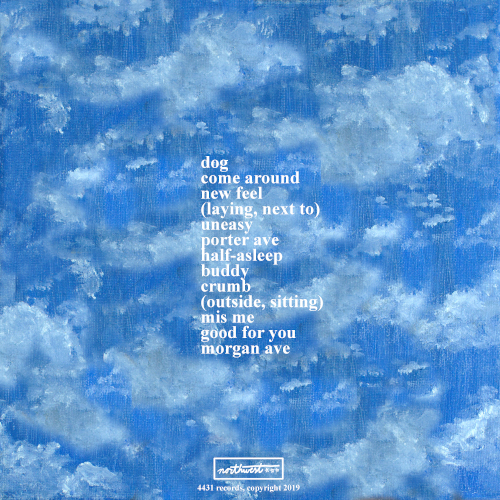 dog
come around
new feel
(laying, next to)
uneasy
porter ave
half-asleep
buddy
crumb
(outside, sitting)
mis me
good for you
morgan ave
northwest
4431 records, copyright 2019